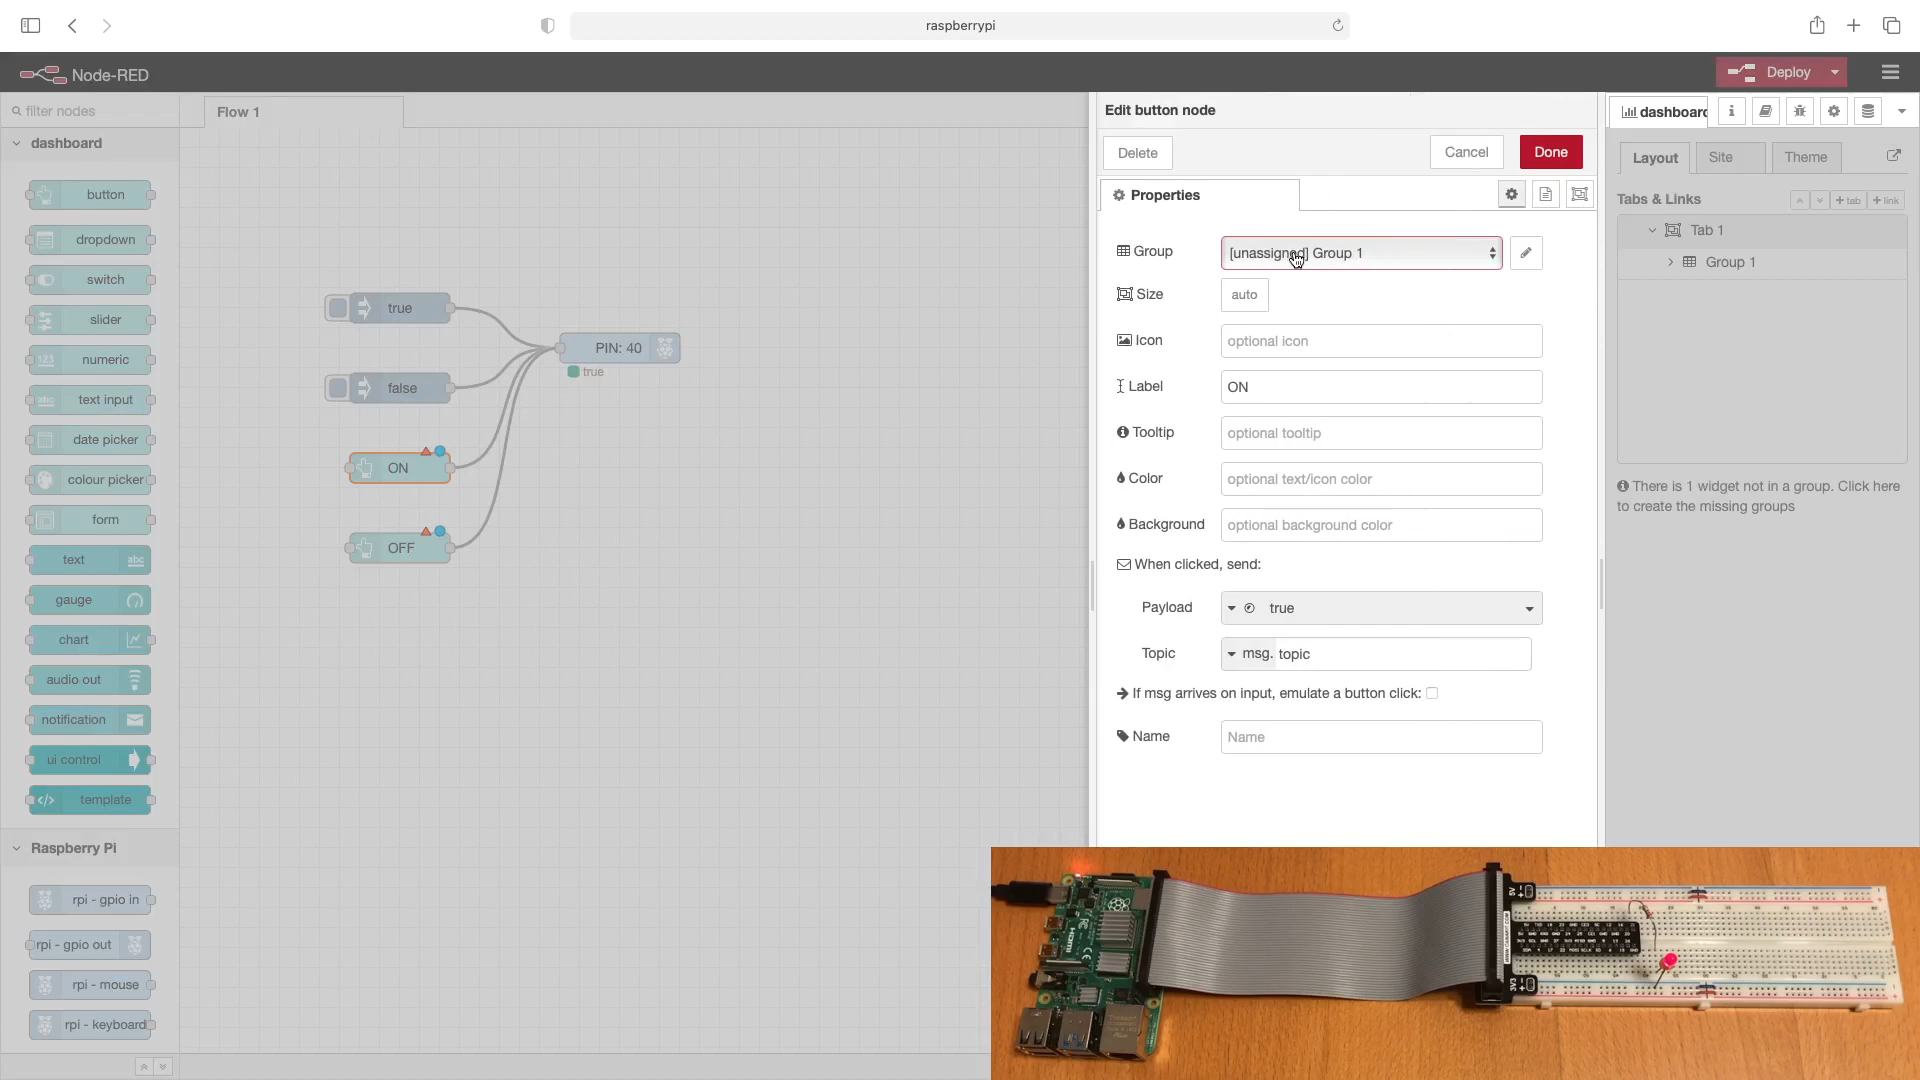 raspberrypi
Node-RED
Deploy
filter nodes
Flow 1
dashboard
button
dropdown
switch
slider
numeric
text input
date picker
colour picker
form
text
gauge
chart
audio out
notification
ui control
template
Raspberry Pi
rpi - gpio in
rpi - gpio out
rpi - mouse
rpi - keyboard
true
false
ON
OFF
PIN: 40
true
Edit button node
Delete
Cancel
Done
Properties
Group
[unassigned] Group 1
Size
auto
Icon
optional icon
Label
ON
Tooltip
optional tooltip
Color
optional text/icon color
Background
optional background color
When clicked, send:
Payload
true
Topic
msg. topic
If msg arrives on input, emulate a button click:
Name
Name
dashboard
Layout
Site
Theme
Tabs & Links
+ tab
+ link
Tab 1
Group 1
There is 1 widget not in a group. Click here
to create the missing groups
HDMI
5V
3V3